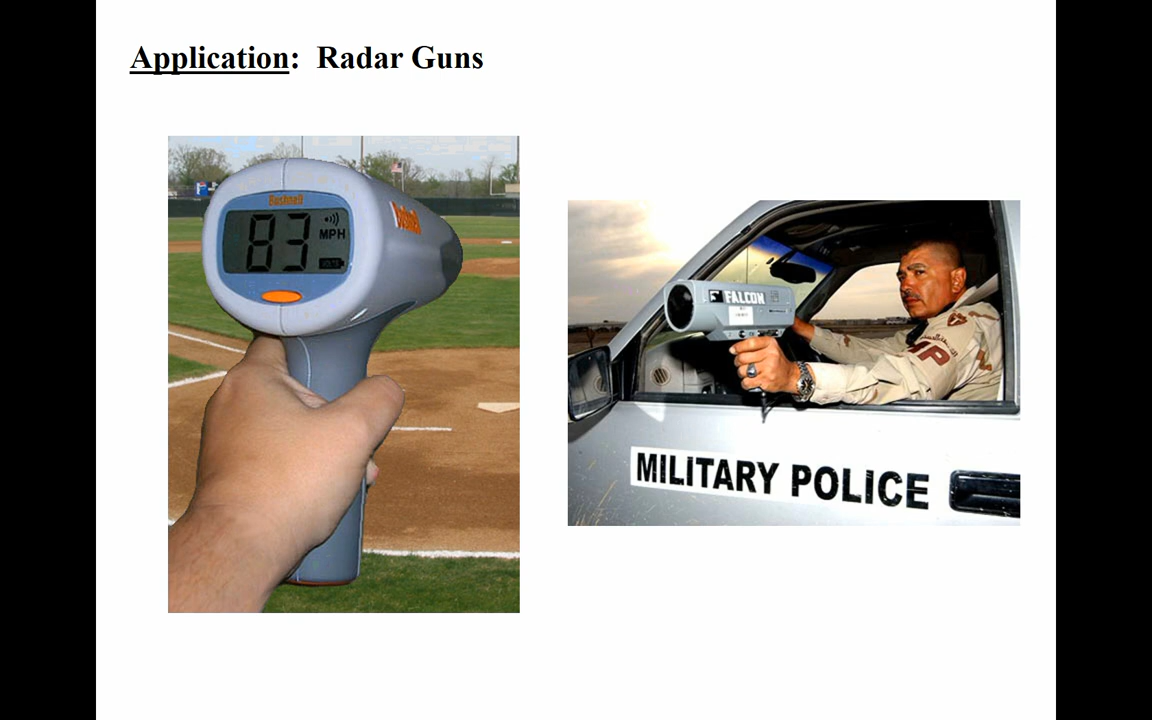 Application: Radar Guns
Bushnell
83
MPH
Bushnell
FALCON
MP
MILITARY POLICE